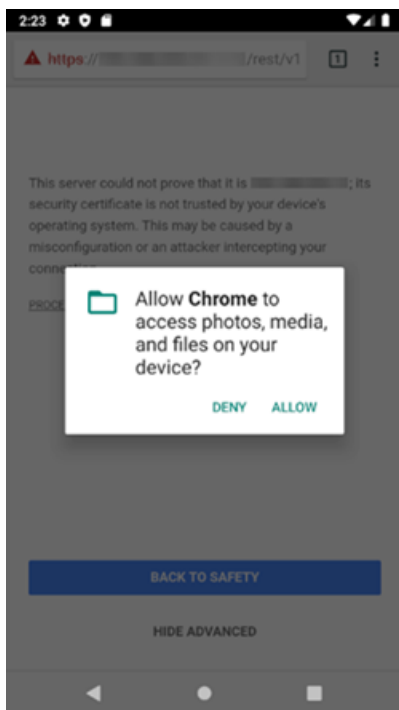 2:23
https:// /rest/v1
1
This server could not prove that it is ; its
security certificate is not trusted by your device's
operating system. This may be caused by a
misconfiguration or an attacker intercepting your
Allow Chrome to
access photos, media,
and files on your
device?
DENY ALLOW
BACK TO SAFETY
HIDE ADVANCED